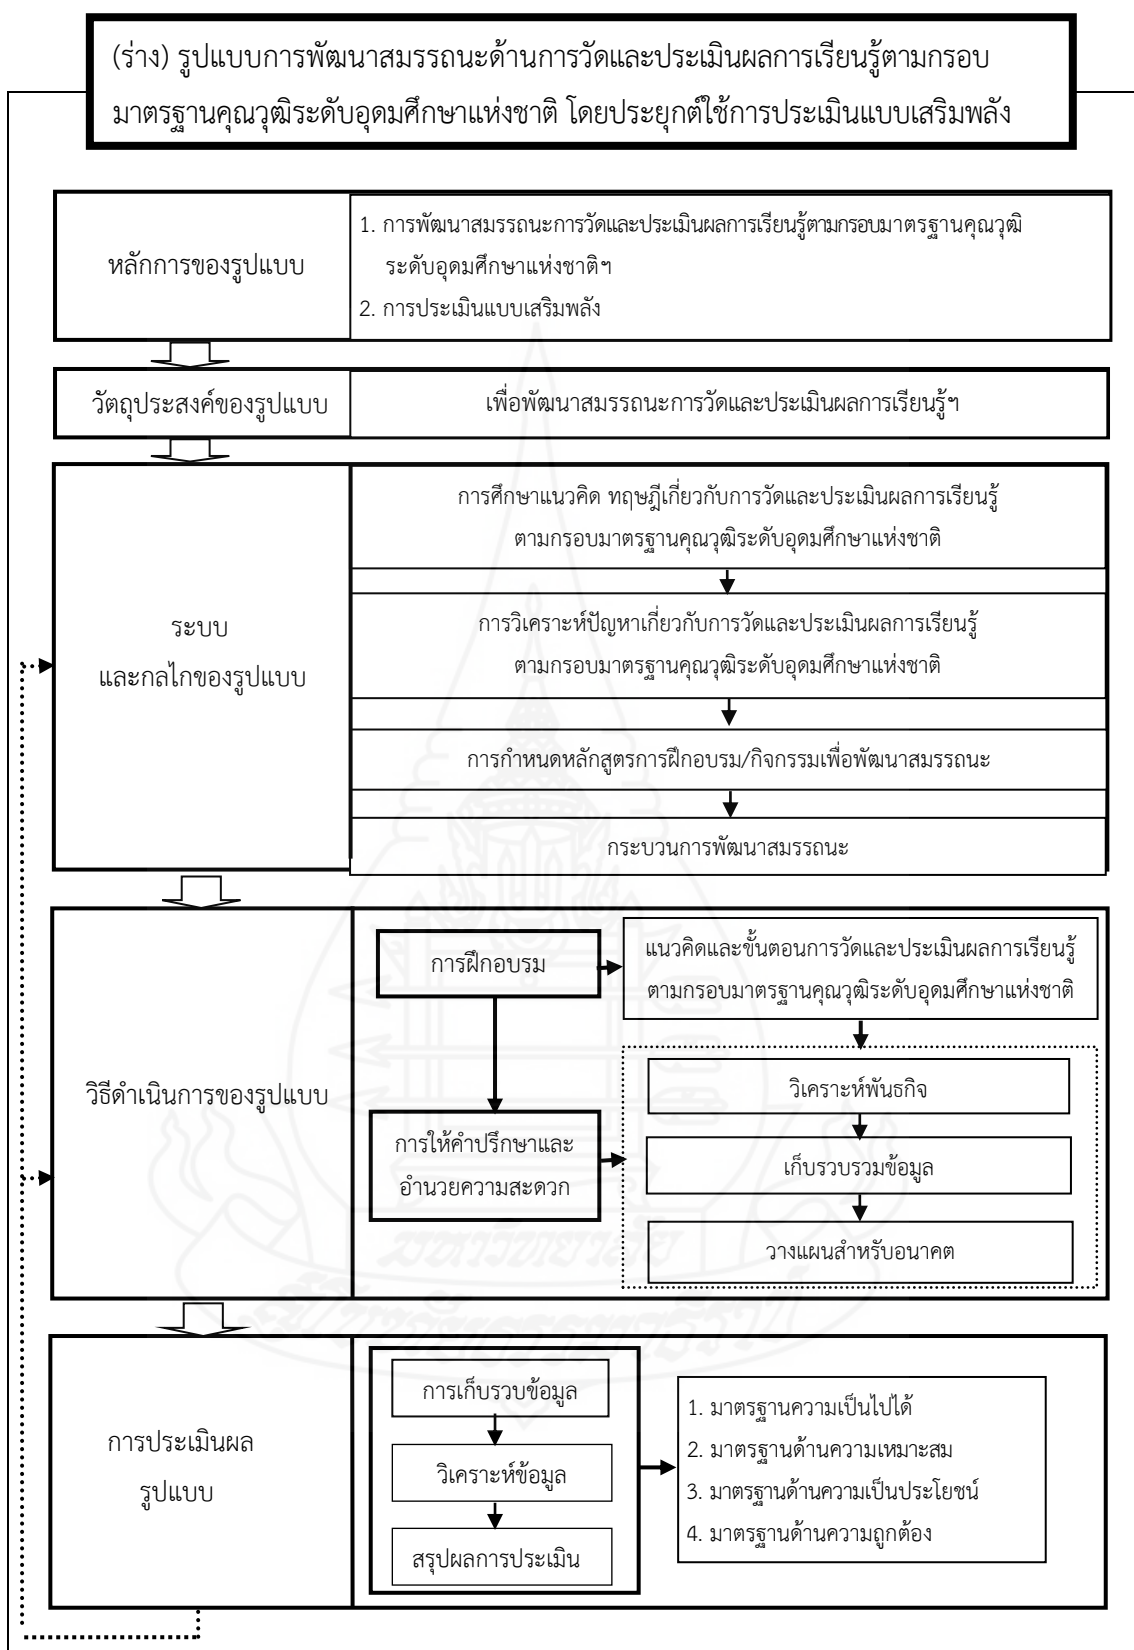 (ร่าง) รูปแบบการพัฒนาสมรรถนะด้านการวัดและประเมินผลการเรียนรู้ตามกรอบ
มาตรฐานคุณวุฒิระดับอุดมศึกษาแห่งชาติ โดยประยุกต์ใช้การประเมินแบบเสริมพลัง
หลักการของรูปแบบ
1. การพัฒนาสมรรถนะการวัดและประเมินผลการเรียนรู้ตามกรอบมาตรฐานคุณวุฒิ
ระดับอุดมศึกษาแห่งชาติฯ
2. การประเมินแบบเสริมพลัง
วัตถุประสงค์ของรูปแบบ
เพื่อพัฒนาสมรรถนะการวัดและประเมินผลการเรียนรู้ฯ
ระบบ
และกลไกของรูปแบบ
การศึกษาแนวคิด ทฤษฎีเกี่ยวกับการวัดและประเมินผลการเรียนรู้
ตามกรอบมาตรฐานคุณวุฒิระดับอุดมศึกษาแห่งชาติ
การวิเคราะห์ปัญหาเกี่ยวกับการวัดและประเมินผลการเรียนรู้
ตามกรอบมาตรฐานคุณวุฒิระดับอุดมศึกษาแห่งชาติ
การกำหนดหลักสูตรการฝึกอบรม/กิจกรรมเพื่อพัฒนาสมรรถนะ
กระบวนการพัฒนาสมรรถนะ
วิธีดำเนินการของรูปแบบ
การฝึกอบรม
แนวคิดและขั้นตอนการวัดและประเมินผลการเรียนรู้
ตามกรอบมาตรฐานคุณวุฒิระดับอุดมศึกษาแห่งชาติ
การให้คำปรึกษาและ
อำนวยความสะดวก
วิเคราะห์พันธกิจ
เก็บรวบรวมข้อมูล
วางแผนสำหรับอนาคต
มหาวิทยาลัย
สุโขทัยธรรมาธิราช
การประเมินผล
รูปแบบ
การเก็บรวบข้อมูล
วิเคราะห์ข้อมูล
สรุปผลการประเมิน
1. มาตรฐานความเป็นไปได้
2. มาตรฐานด้านความเหมาะสม
3. มาตรฐานด้านความเป็นประโยชน์
4. มาตรฐานด้านความถูกต้อง